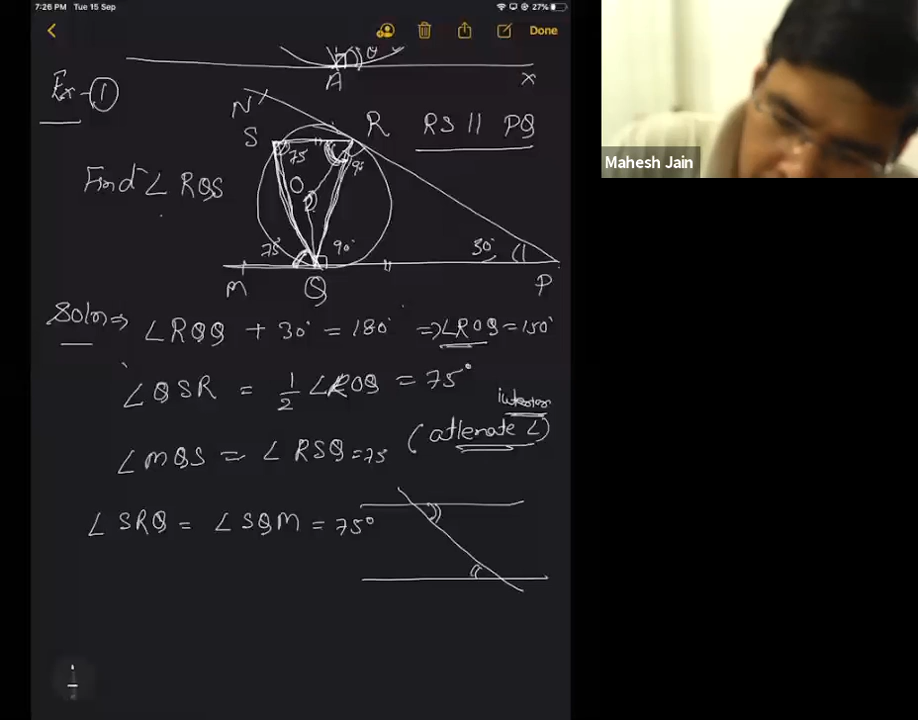 7:26 PM Tue 15 Sep
27%
Done
A
x
θ
Ex-1
N
S
R
RS || PQ
75
90
O
Find ∠ RQS
75°
90°
30°
M
Q
P
Soln ⇒
∠ROQ + 30° = 180° ⇒ ∠ROQ = 150°
∠QSR = 1/2 ∠ROQ = 75°
interior
(atlenate ∠)
∠MQS = ∠RSQ = 75
∠SRQ = ∠SQM = 75°
Mahesh Jain